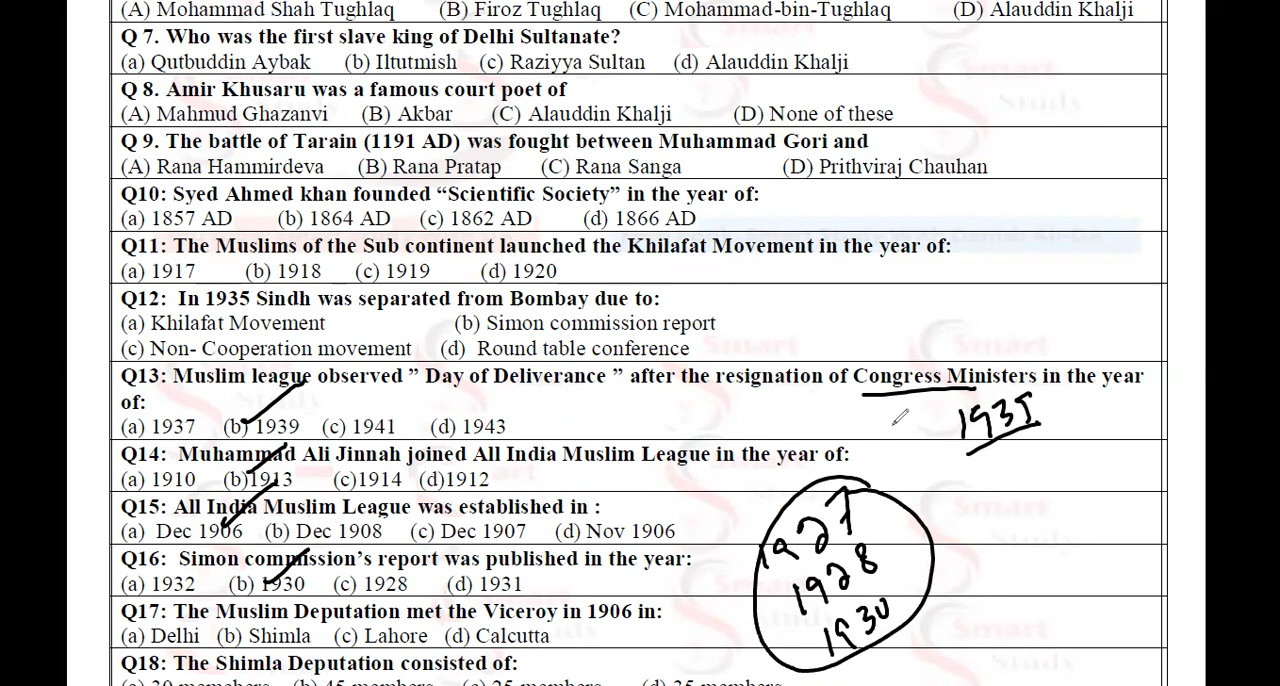 (A) Mohammad Shah Tughlaq (B) Firoz Tughlaq (C) Mohammad-bin-Tughlaq (D) Alauddin Khalji
Q 7. Who was the first slave king of Delhi Sultanate?
(a) Qutbuddin Aybak (b) Iltutmish (c) Raziyya Sultan (d) Alauddin Khalji
Q 8. Amir Khusaru was a famous court poet of
(A) Mahmud Ghazanvi (B) Akbar (C) Alauddin Khalji (D) None of these
Q 9. The battle of Tarain (1191 AD) was fought between Muhammad Gori and
(A) Rana Hammirdeva (B) Rana Pratap (C) Rana Sanga (D) Prithviraj Chauhan
Q10: Syed Ahmed khan founded “Scientific Society” in the year of:
(a) 1857 AD (b) 1864 AD (c) 1862 AD (d) 1866 AD
Q11: The Muslims of the Sub continent launched the Khilafat Movement in the year of:
(a) 1917 (b) 1918 (c) 1919 (d) 1920
Q12: In 1935 Sindh was separated from Bombay due to:
(a) Khilafat Movement (b) Simon commission report
(c) Non- Cooperation movement (d) Round table conference
Q13: Muslim league observed ” Day of Deliverance ” after the resignation of Congress Ministers in the year
of:
(a) 1937 (b) 1939 (c) 1941 (d) 1943
Q14: Muhammad Ali Jinnah joined All India Muslim League in the year of:
(a) 1910 (b)1913 (c)1914 (d)1912
Q15: All India Muslim League was established in :
(a) Dec 1906 (b) Dec 1908 (c) Dec 1907 (d) Nov 1906
1927
Q16: Simon commission’s report was published in the year:
(a) 1932 (b) 1930 (c) 1928 (d) 1931
1928
Q17: The Muslim Deputation met the Viceroy in 1906 in:
1930
(a) Delhi (b) Shimla (c) Lahore (d) Calcutta
Q18: The Shimla Deputation consisted of:
(a) 30 memebers (b) 45 members (c) 25 members (d) 35 members
Smart
Study